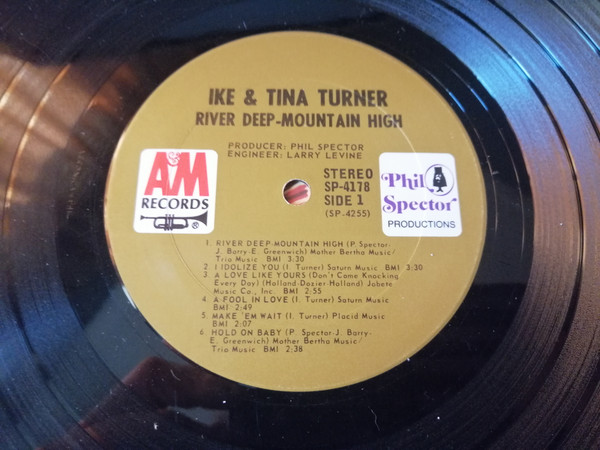 IKE & TINA TURNER
RIVER DEEP-MOUNTAIN HIGH
PRODUCER: PHIL SPECTOR
ENGINEER: LARRY LEVINE
A&M
RECORDS
®
STEREO
SP-4178
SIDE 1
(SP-4255)
Phil
Spector
PRODUCTIONS
1. RIVER DEEP-MOUNTAIN HIGH (P. Spector-
J. Barry-E. Greenwich) Mother Bertha Music/
Trio Music BMI 3:30
2. I IDOLIZE YOU (I. Turner) Saturn Music BMI 3:30
3. A LOVE LIKE YOURS (Don't Come Knocking
Every Day) (Holland-Dozier-Holland) Jobete
Music Co., Inc. BMI 2:55
4. A FOOL IN LOVE (I. Turner) Saturn Music
BMI 2:49
5. MAKE 'EM WAIT (I. Turner) Placid Music
BMI 2:07
6. HOLD ON BABY (P. Spector-J. Barry-
E. Greenwich) Mother Bertha Music/
Trio Music BMI 2:38